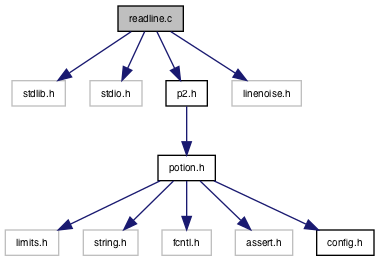 readline.c
stdlib.h
stdio.h
p2.h
linenoise.h
potion.h
limits.h
string.h
fcntl.h
assert.h
config.h